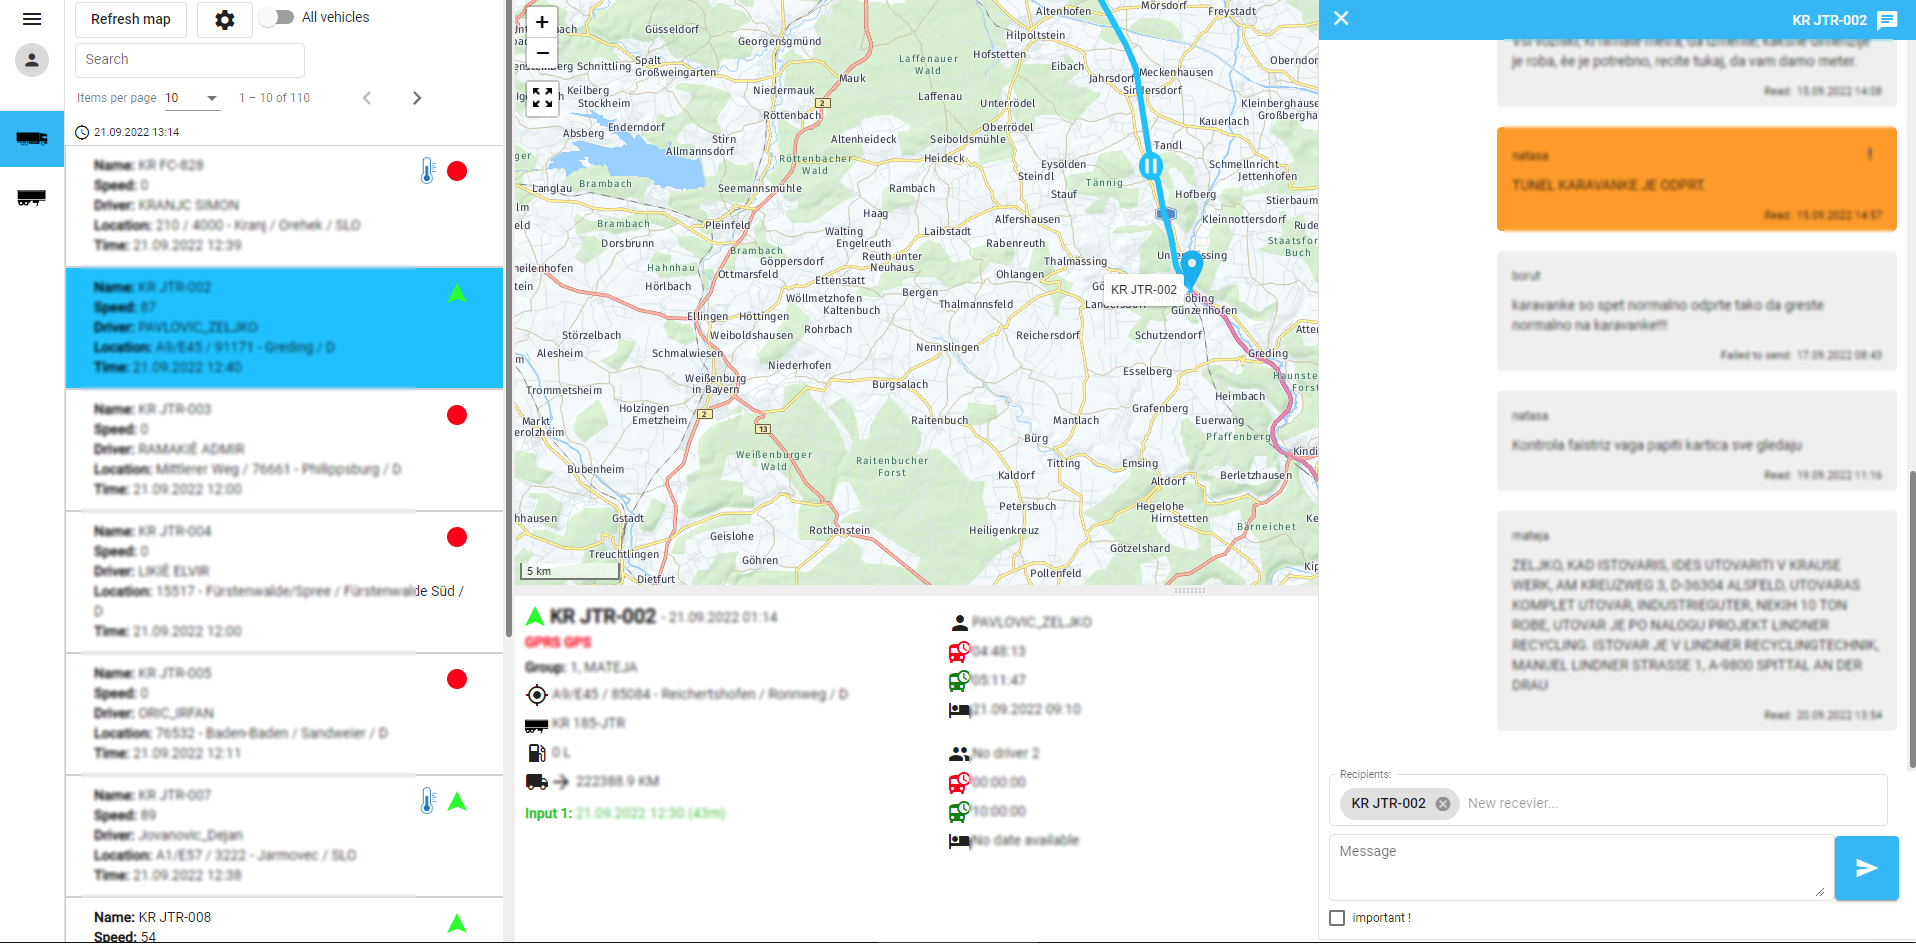 Refresh map
All vehicles
Search
Items per page 10
1 – 10 of 110
21.09.2022 13:14
Name: KR FC-828
Speed: 0
Driver: KRANJC SIMON
Location: 210 / 4000 - Kranj / Orehek / SLO
Time: 21.09.2022 12:39
Name: KR JTR-002
Speed: 87
Driver: PAVLOVIC_ZELJKO
Location: A9/E45 / 91171 - Greding / D
Time: 21.09.2022 12:40
Name: KR JTR-003
Speed: 0
Driver: RAMAKIĆ ADMIR
Location: Mittlerer Weg / 76661 - Philippsburg / D
Time: 21.09.2022 12:00
Name: KR JTR-004
Speed: 0
Driver: LIKIĆ ELVIR
Location: 15517 - Fürstenwalde/Spree / Fürstenwalde Süd /
D
Time: 21.09.2022 12:00
Name: KR JTR-005
Speed: 0
Driver: ORIC_IRFAN
Location: 76532 - Baden-Baden / Sandweier / D
Time: 21.09.2022 12:11
Name: KR JTR-007
Speed: 89
Driver: Jovanovic_Dejan
Location: A1/E57 / 3222 - Jarmovec / SLO
Time: 21.09.2022 12:38
Name: KR JTR-008
Speed: 54
+
−
Altenhofen
Mörsdorf
Freystadt
Güsseldorf
Georgensgmünd
Hilpoltstein
Schnittling
Spalt
Großweingarten
Laffenauer
Wald
Hofstetten
Eibach
Mauk
Jahrsdorf
Meckenhausen
Sindersdorf
Keilberg
Stockheim
Niedermauk
2
Laffenau
Unterrödel
Röttenbach
Kauerlach
Absberg
Enderndorf
Stirn
Allmannsdorf
Altenheideck
Seiboldsmühle
Oberrödel
Tandl
Röttenbacher
Wald
Heideck
Eysölden
Steindl
Schmellnricht
Jettenhofen
Langlau
Brambach
Seemannsmühle
Rambach
Stauf
Tännig
Hofberg
Haag
Alfershausen
Kleinnottersdorf
Brambach
Pleinfeld
Walting
Laibstadt
Dorsbrunn
Engelreuth
Rabenreuth
Brambach
Göppersdorf
Reuth unter
Neuhaus
Thalmässing
Hahnhau
Ottmarsfeld
Ettenstatt
Ohlangen
KR JTR-002
Hörlbach
Wöllmetzhofen
Kaltenbuch
Bergen
Thalmannsfeld
Günzenhofen
Ellingen
Höttingen
Weiboldshausen
Rohrbach
Störzelbach
Reichersdorf
Schutzendorf
Alesheim
Schmalwiesen
Nennslingen
Greding
Niederhofen
Esselberg
Trommetsheim
Weißenburg
in Bayern
Burgsalach
Heimbach
Holzingen
Emetzheim
2
Grafenberg
Markt
Raitenbuch
Mantlach
Euerwang
13
Pfaffenberg
Bürg
Weißenburger
Wald
Raitenbucher
Forst
Bubenheim
Titting
Emsing
Kaldorf
Altdorf
Berletzhausen
Gstadt
Petersbuch
Hegelohe
Hirnstetten
Geislohe
Rothenstein
Heiligenkreuz
Barneichet
Treuchtlingen
Göhren
Götzelshard
Dietfurt
Pollenfeld
5 km
KR JTR-002 - 21.09.2022 01:14
GPRS GPS
Group: 1, MATEJA
A9/E45 / 85084 - Reichertshofen / Ronnweg / D
KR 185-JTR
0 L
222388.9 KM
Input 1: 21.09.2022 12:30 (43m)
PAVLOVIC_ZELJKO
04:48:13
05:11:47
21.09.2022 09:10
No driver 2
00:00:00
10:00:00
No date available
KR JTR-002
je roba, če je potrebno, recite tukaj, da vam damo meter.
Read: 15.09.2022 14:08
natasa
!
TUNEL KARAVANKE JE ODPRT.
Read: 15.09.2022 14:57
borut
karavanke so spet normalno odprte tako da greste
normalno na karavanke!!!
Failed to send: 17.09.2022 08:43
natasa
Kontrola faistriz vaga papiti kartica sve gledaju
Read: 19.09.2022 11:16
mateja
ZELJKO, KAD ISTOVARIS, IDES UTOVARITI V KRAUSE
WERK, AM KREUZWEG 3, D-36304 ALSFELD, UTOVARAS
KOMPLET UTOVAR, INDUSTRIEGUTER, NEKIH 10 TON
ROBE, UTOVAR JE PO NALOGU PROJEKT LINDNER
RECYCLING. ISTOVAR JE V LINDNER RECYCLINGTECHNIK,
MANUEL LINDNER STRASSE 1, A-9800 SPITTAL AN DER
DRAU
Read: 20.09.2022 13:54
Recipients:
KR JTR-002
New recevier...
Message
important !